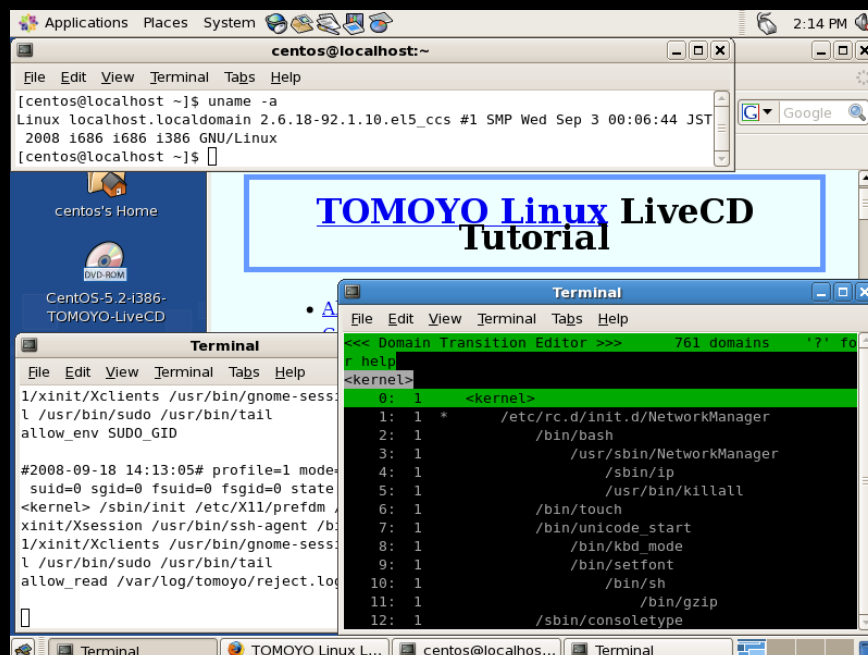 Applications Places System 2:14 PM
centos@localhost:~
File Edit View Terminal Tabs Help
[centos@localhost ~]$ uname -a
Linux localhost.localdomain 2.6.18-92.1.10.el5_ccs #1 SMP Wed Sep 3 00:06:44 JST
2008 i686 i686 i386 GNU/Linux
[centos@localhost ~]$
G Google
centos's Home
DVD-ROM
CentOS-5.2-i386-
TOMOYO-LiveCD
TOMOYO Linux LiveCD
Tutorial
Terminal
File Edit View Terminal Tabs Help
1/xinit/Xclients /usr/bin/gnome-sessi
l /usr/bin/sudo /usr/bin/tail
allow_env SUDO_GID
#2008-09-18 14:13:05# profile=1 mode=
suid=0 sgid=0 fsuid=0 fsgid=0 state
<kernel> /sbin/init /etc/X11/prefdm /
xinit/Xsession /usr/bin/ssh-agent /bi
1/xinit/Xclients /usr/bin/gnome-sessi
l /usr/bin/sudo /usr/bin/tail
allow_read /var/log/tomoyo/reject.log
Terminal
File Edit View Terminal Tabs Help
<<< Domain Transition Editor >>> 761 domains '?' fo
r help
<kernel>
0: 1 <kernel>
1: 1 * /etc/rc.d/init.d/NetworkManager
2: 1 /bin/bash
3: 1 /usr/sbin/NetworkManager
4: 1 /sbin/ip
5: 1 /usr/bin/killall
6: 1 /bin/touch
7: 1 /bin/unicode_start
8: 1 /bin/kbd_mode
9: 1 /bin/setfont
10: 1 /bin/sh
11: 1 /bin/gzip
12: 1 /sbin/consoletype
Terminal TOMOYO Linux L... centos@localhos... Terminal